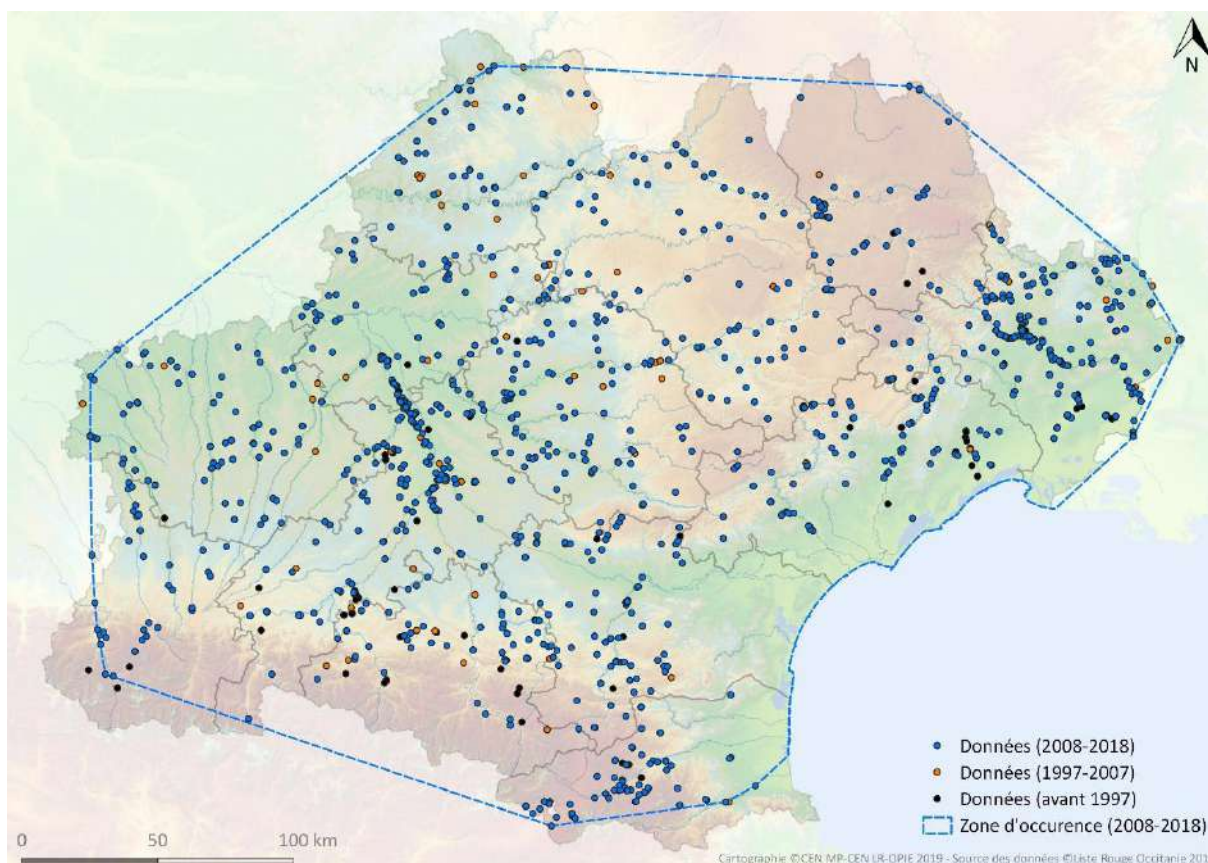 N
Données (2008-2018)
Données (1997-2007)
Données (avant 1997)
Zone d'occurence (2008-2018)
0 50 100 km
Cartographie ©CEN MP-CEN LR-OPIE 2019 - Source des données ©Liste Rouge Occitanie 201